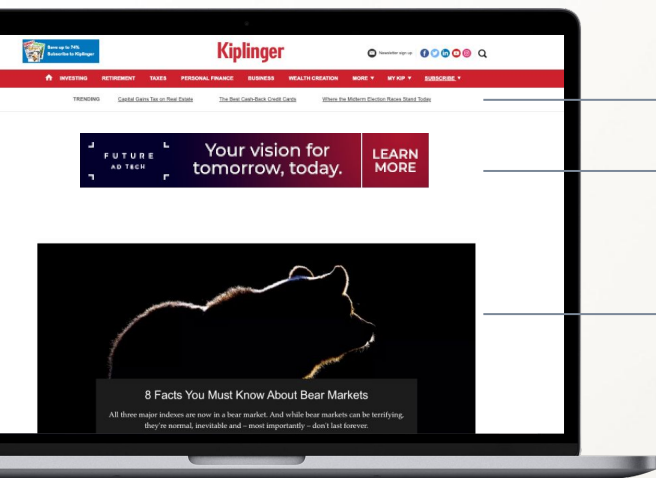 Save up to 74%
Subscribe to Kiplinger
Kiplinger
Newsletter sign up
INVESTING RETIREMENT TAXES PERSONAL FINANCE BUSINESS WEALTH CREATION MORE ▼ MY KIP ▼ SUBSCRIBE ▼
TRENDING Capital Gains Tax on Real Estate The Best Cash-Back Credit Cards Where the Midterm Election Races Stand Today
FUTURE
AD TECH
Your vision for
tomorrow, today.
LEARN
MORE
8 Facts You Must Know About Bear Markets
All three major indexes are now in a bear market. And while bear markets can be terrifying,
they're normal, inevitable and – most importantly – don't last forever.